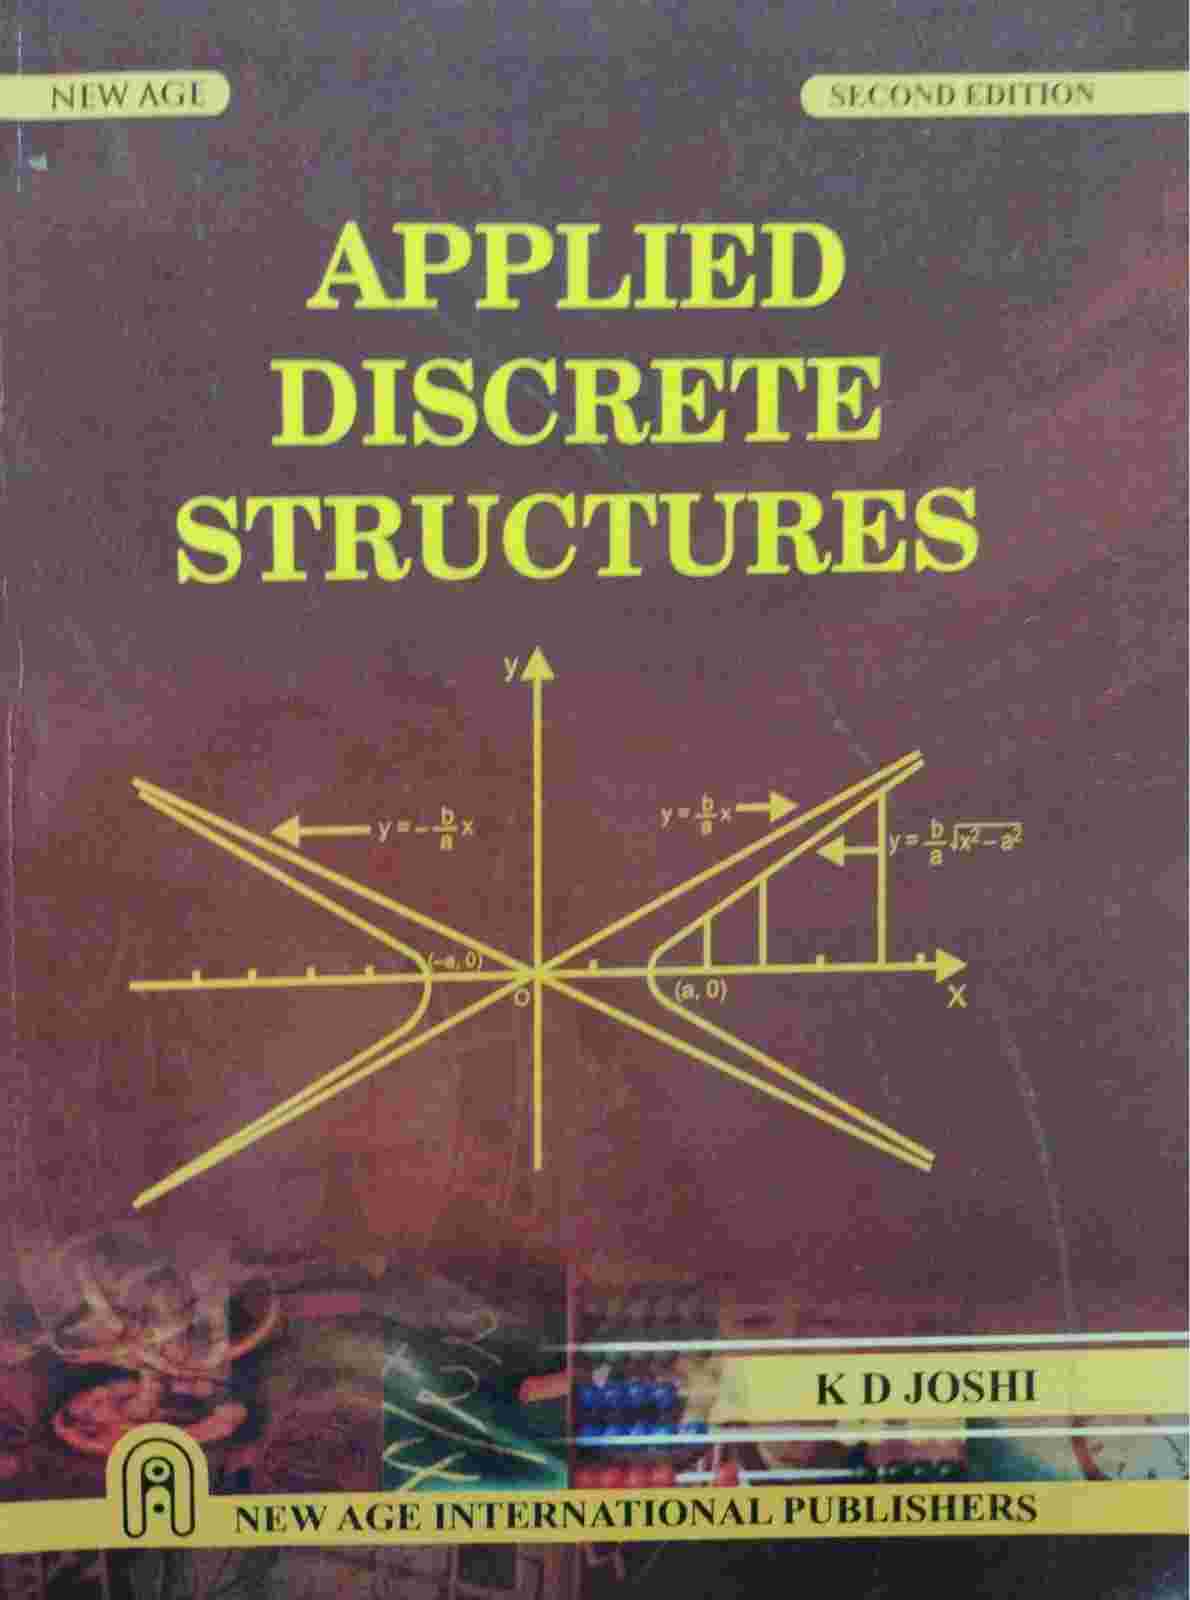 NEW AGE
SECOND EDITION
APPLIED
DISCRETE
STRUCTURES
y
y = - b/a x
y = b/a x
y = b/a √x² - a²
(-a, 0)
O
(a, 0)
X
K D JOSHI
NEW AGE INTERNATIONAL PUBLISHERS